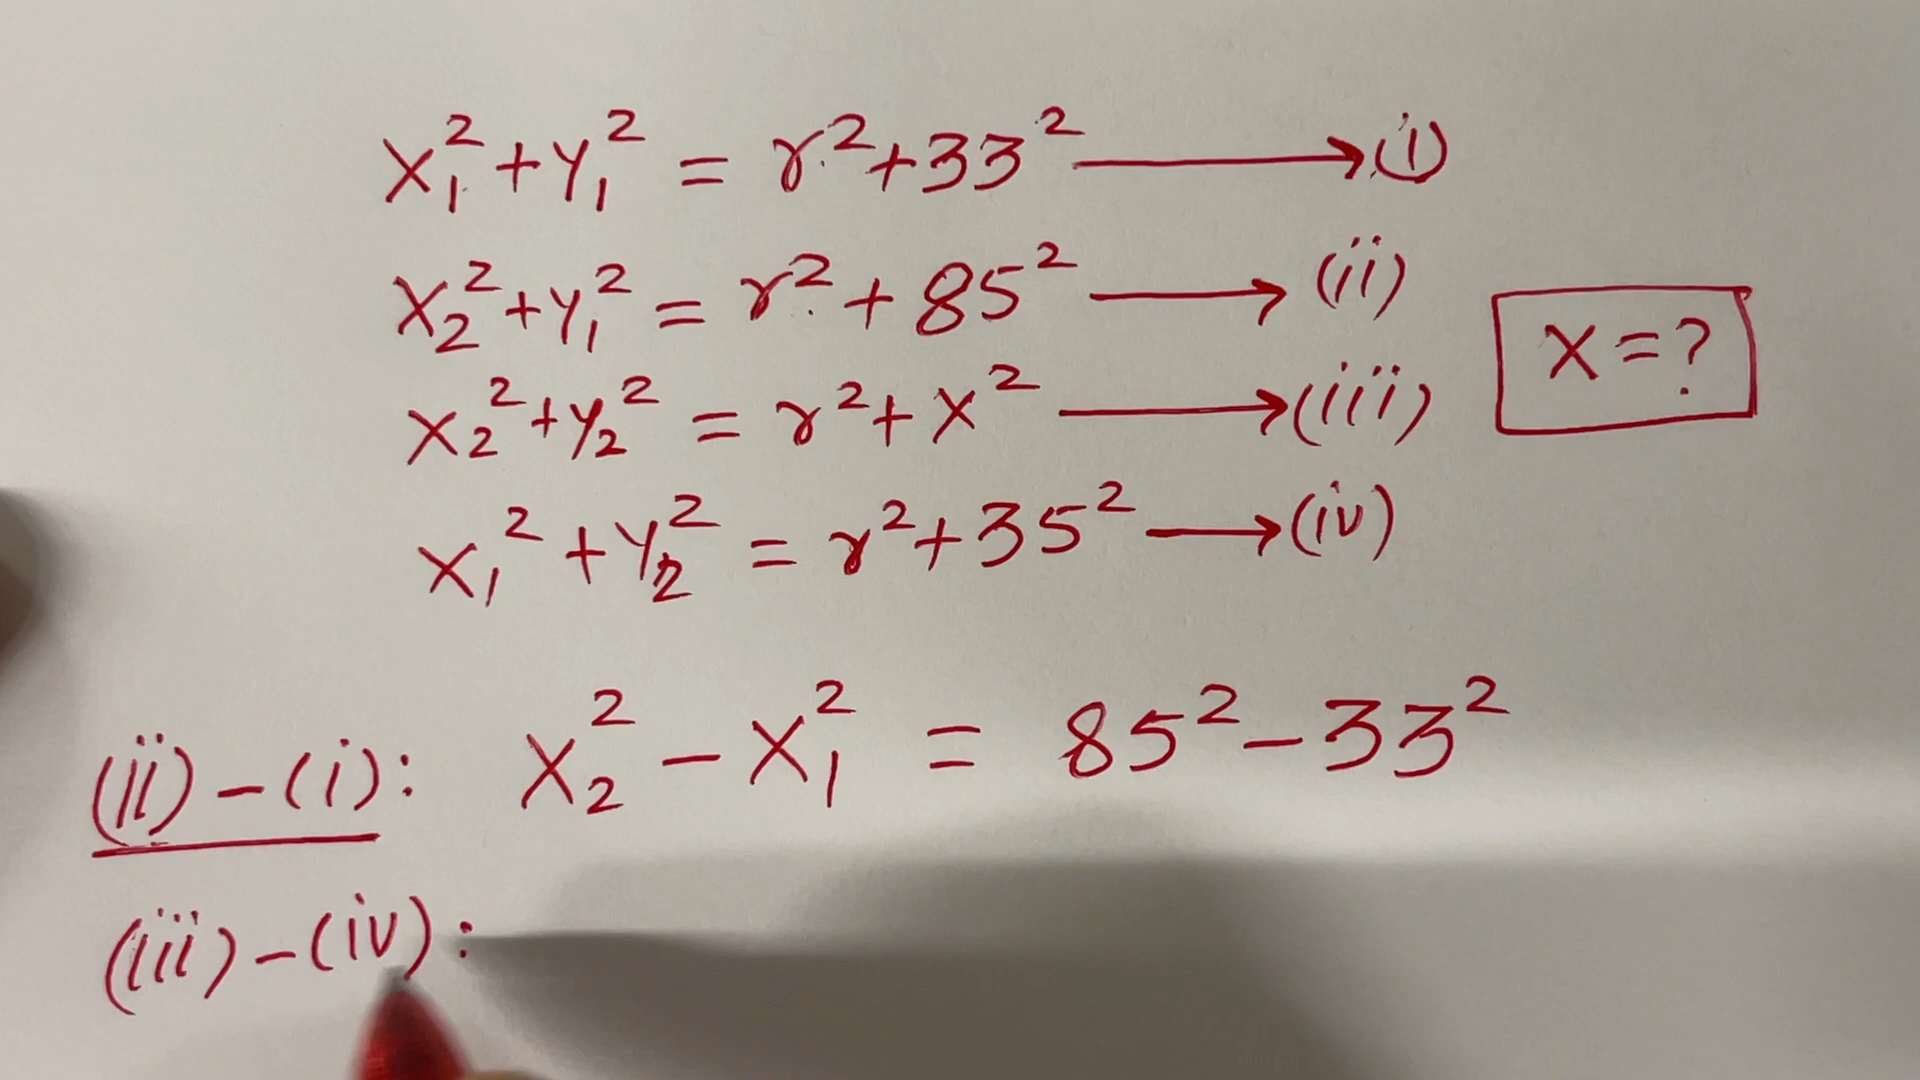 x₁² + y₁² = r² + 33² ⟶ (i)
x₂² + y₁² = r² + 85² ⟶ (ii)
x₂² + y₂² = r² + x² ⟶ (iii)
x = ?
x₁² + y₂² = r² + 35² ⟶ (iv)
(ii) – (i): x₂² – x₁² = 85² – 33²
(iii) – (iv):